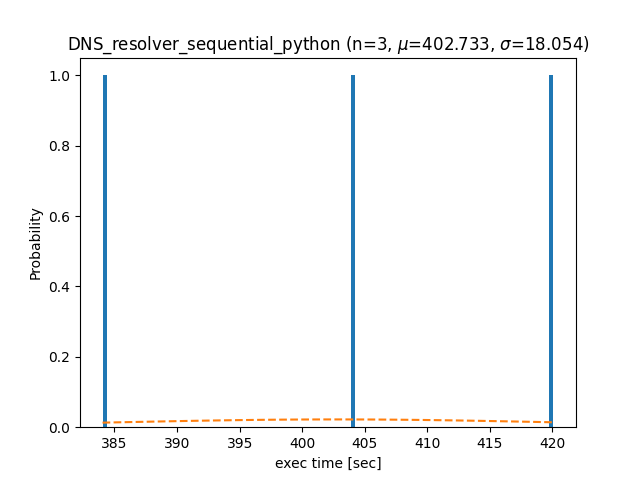 DNS_resolver_sequential_python (n=3, μ=402.733, σ=18.054)
1.0
0.8
0.6
0.4
0.2
0.0
Probability
385 390 395 400 405 410 415 420
exec time [sec]